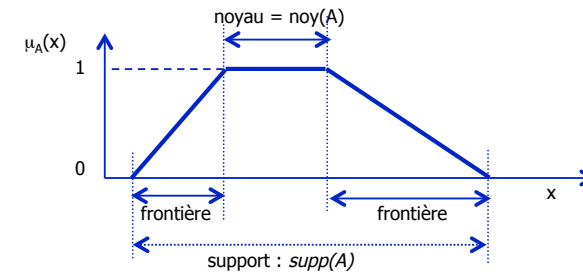 noyau = noy(A)
μA(x)
1
0
x
frontière
frontière
support : supp(A)